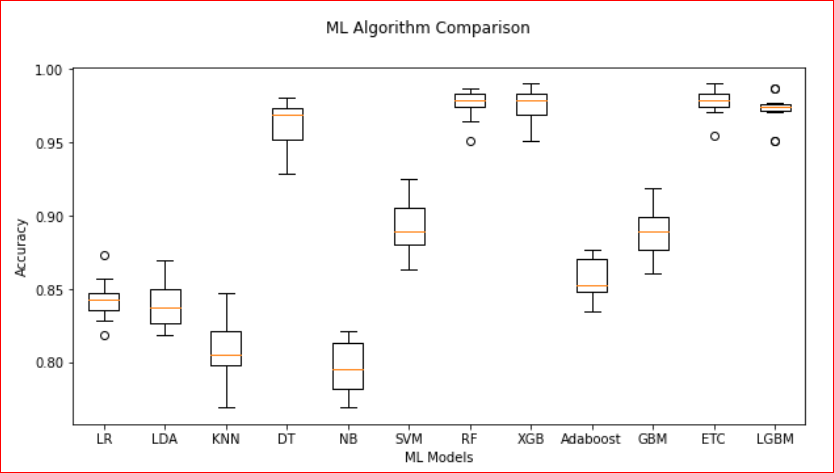 ML Algorithm Comparison
1.00
0.95
0.90
0.85
0.80
Accuracy
LR LDA KNN DT NB SVM RF XGB Adaboost GBM ETC LGBM
ML Models